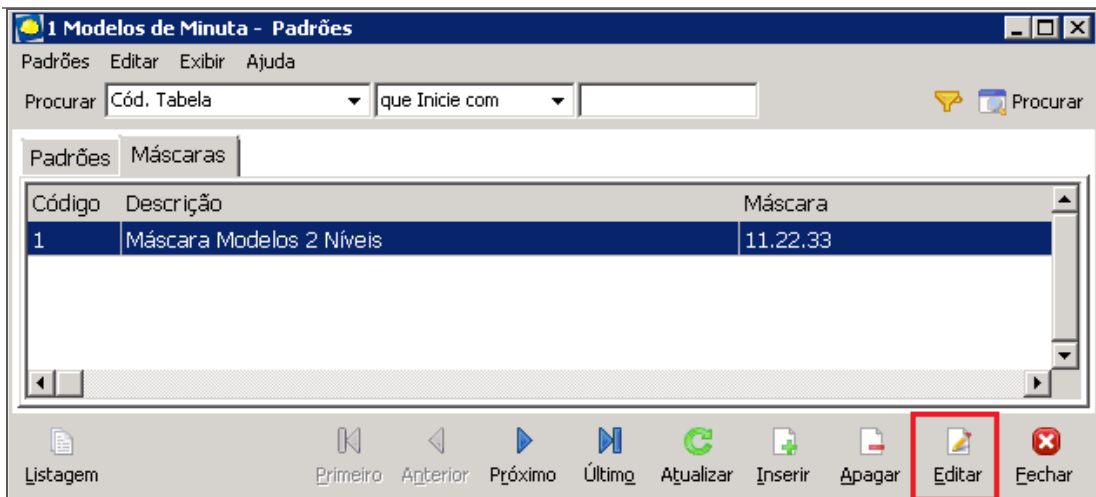 1 Modelos de Minuta - Padrões
Padrões Editar Exibir Ajuda
Procurar Cód. Tabela que Inicie com Procurar
Padrões Máscaras
Código Descrição Máscara
1 Máscara Modelos 2 Níveis 11.22.33
Listagem Primeiro Anterior Próximo Último Atualizar Inserir Apagar Editar Fechar